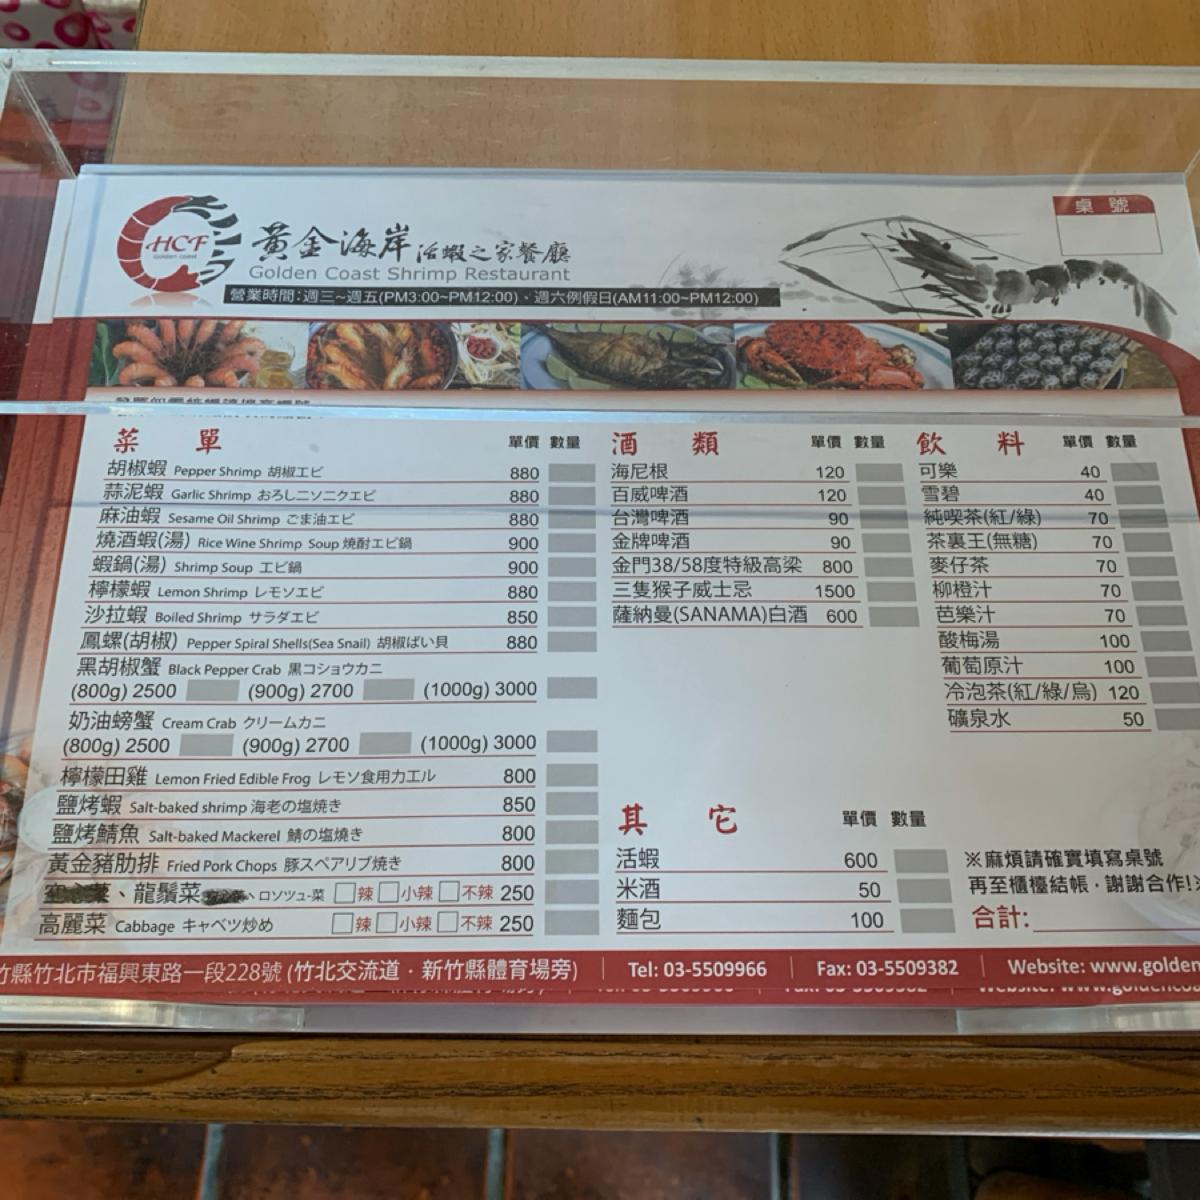 HCF
Golden coast
黃金海岸活蝦之家餐廳
Golden Coast Shrimp Restaurant
營業時間:週三~週五(PM3:00~PM12:00)、週六例假日(AM11:00~PM12:00)
桌號
菜單 單價 數量
胡椒蝦 Pepper Shrimp 胡椒エビ 880
蒜泥蝦 Garlic Shrimp おろしニソニクエビ 880
麻油蝦 Sesame Oil Shrimp ごま油エビ 880
燒酒蝦(湯) Rice Wine Shrimp Soup 焼酎エビ鍋 900
蝦鍋(湯) Shrimp Soup エビ鍋 900
檸檬蝦 Lemon Shrimp レモソエビ 880
沙拉蝦 Boiled Shrimp サラダエビ 850
鳳螺(胡椒) Pepper Spiral Shells(Sea Snail) 胡椒ばい貝 880
黑胡椒蟹 Black Pepper Crab 黒コショウカニ
(800g) 2500 (900g) 2700 (1000g) 3000
奶油螃蟹 Cream Crab クリームカニ
(800g) 2500 (900g) 2700 (1000g) 3000
檸檬田雞 Lemon Fried Edible Frog レモソ食用カエル 800
鹽烤蝦 Salt-baked shrimp 海老の塩焼き 850
鹽烤鯖魚 Salt-baked Mackerel 鯖の塩燒き 800
黃金豬肋排 Fried Pork Chops 豚スペアリブ焼き 800
、龍鬚菜 、ロソツュ-菜 辣 小辣 不辣 250
高麗菜 Cabbage キャベツ炒め 辣 小辣 不辣 250
酒類 單價 數量
海尼根 120
百威啤酒 120
台灣啤酒 90
金牌啤酒 90
金門38/58度特級高梁 800
三隻猴子威士忌 1500
薩納曼(SANAMA)白酒 600
飲料 單價 數量
可樂 40
雪碧 40
純喫茶(紅/綠) 70
茶裏王(無糖) 70
麥仔茶 70
柳橙汁 70
芭樂汁 70
酸梅湯 100
葡萄原汁 100
冷泡茶(紅/綠/烏) 120
礦泉水 50
其它 單價 數量
活蝦 600
米酒 50
麵包 100
※麻煩請確實填寫桌號
再至櫃檯結帳·謝謝合作!※
合計:
竹縣竹北市福興東路一段228號 (竹北交流道·新竹縣體育場旁) Tel: 03-5509966 Fax: 03-5509382 Website: www.golden